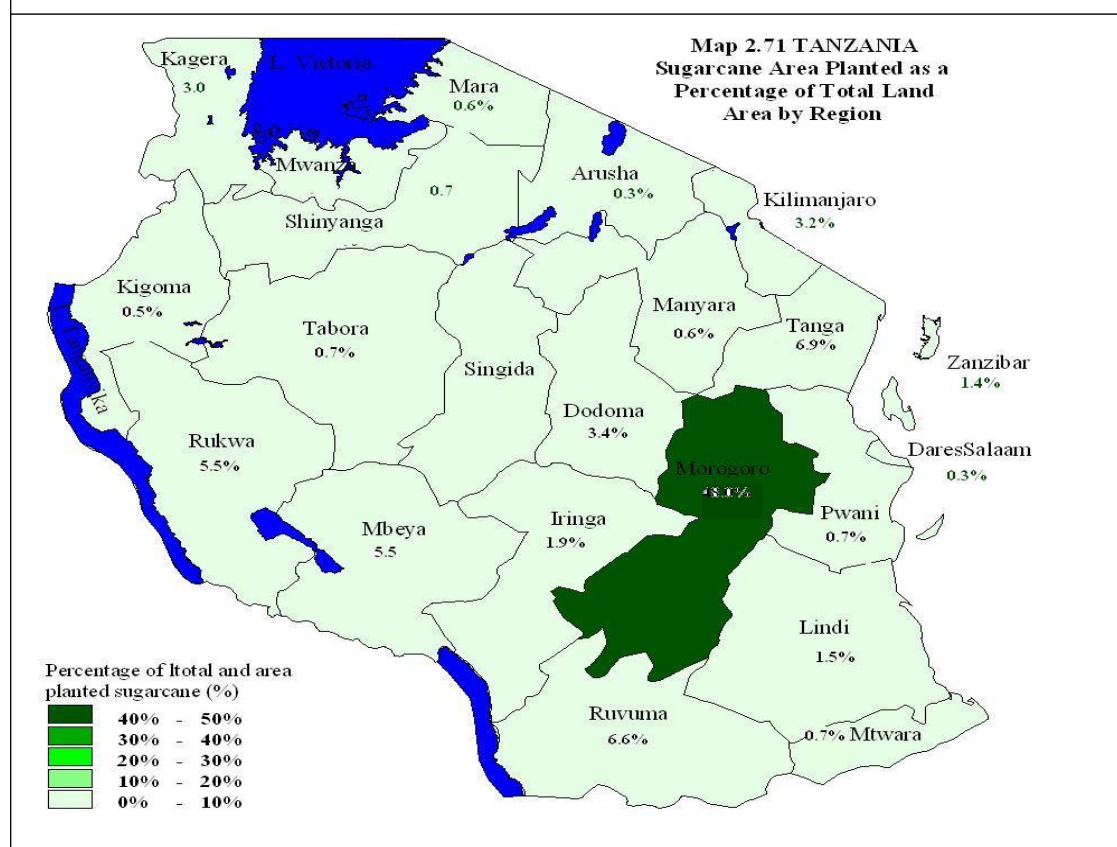 Map 2.71 TANZANIA
Sugarcane Area Planted as a
Percentage of Total Land
Area by Region
Kagera
3.0
L. Victoria
Mara
0.6%
Mwanza
0.7
Arusha
0.3%
Kilimanjaro
3.2%
Shinyanga
Kigoma
0.5%
Tabora
0.7%
Singida
Manyara
0.6%
Tanga
6.9%
Zanzibar
1.4%
Dodoma
3.4%
Rukwa
5.5%
Morogoro
DaresSalaam
0.3%
Mbeya
5.5
Iringa
1.9%
Pwani
0.7%
Lindi
1.5%
Ruvuma
6.6%
0.7% Mtwara
Percentage of ltotal and area
planted sugarcane (%)
40% - 50%
30% - 40%
20% - 30%
10% - 20%
0% - 10%